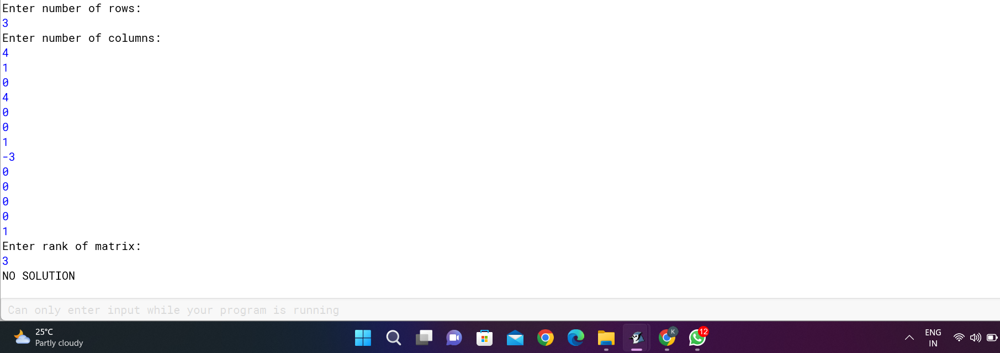 Enter number of rows:
3
Enter number of columns:
4
1
0
4
0
0
1
-3
0
0
0
0
1
Enter rank of matrix:
3
NO SOLUTION
Can only enter input while your program is running
25°C
Partly cloudy
K
12
ENG
IN